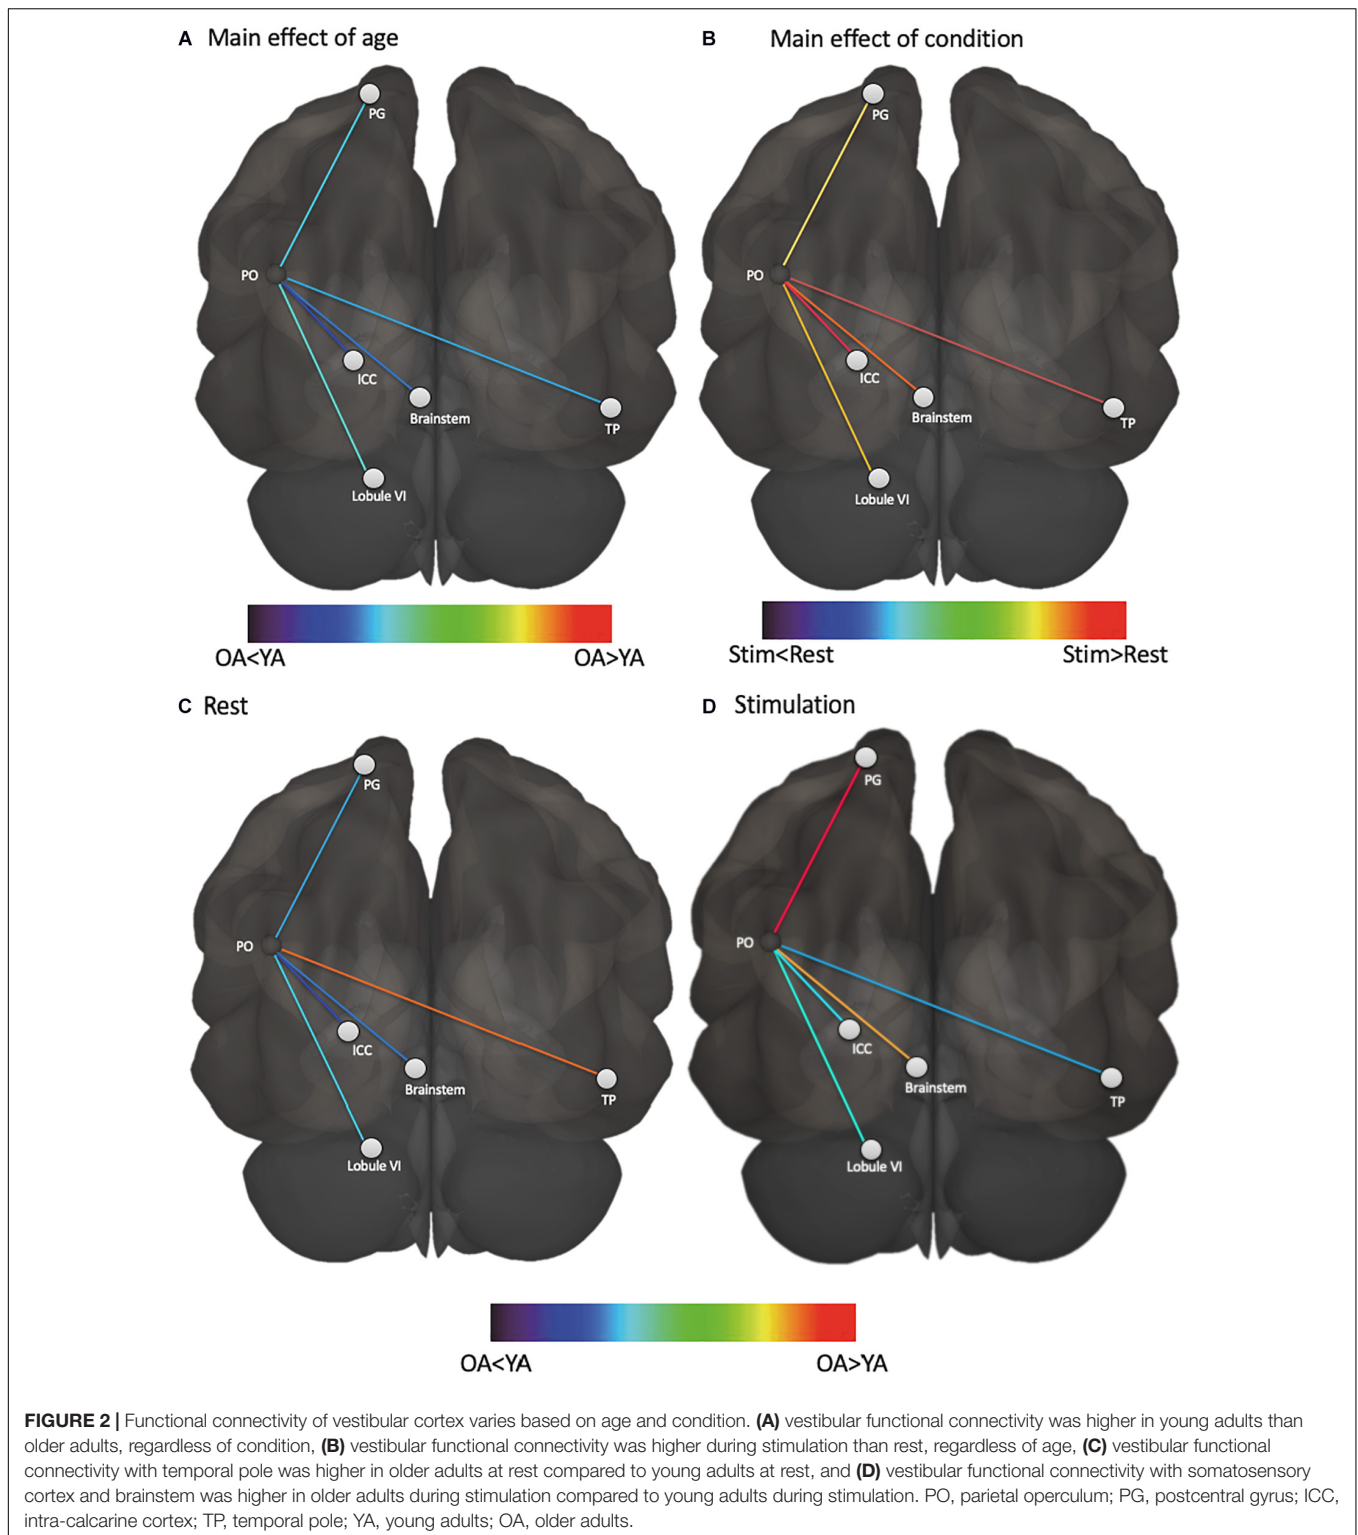 A Main effect of age
B Main effect of condition
PG
PG
PO
PO
ICC
ICC
Brainstem
Brainstem
TP
TP
Lobule VI
Lobule VI
OA<YA
OA>YA
Stim<Rest
Stim>Rest
C Rest
D Stimulation
PG
PG
PO
PO
ICC
ICC
Brainstem
Brainstem
TP
TP
Lobule VI
Lobule VI
OA<YA
OA>YA
FIGURE 2 | Functional connectivity of vestibular cortex varies based on age and condition. (A) vestibular functional connectivity was higher in young adults than
older adults, regardless of condition, (B) vestibular functional connectivity was higher during stimulation than rest, regardless of age, (C) vestibular functional
connectivity with temporal pole was higher in older adults at rest compared to young adults at rest, and (D) vestibular functional connectivity with somatosensory
cortex and brainstem was higher in older adults during stimulation compared to young adults during stimulation. PO, parietal operculum; PG, postcentral gyrus; ICC,
intra-calcarine cortex; TP, temporal pole; YA, young adults; OA, older adults.